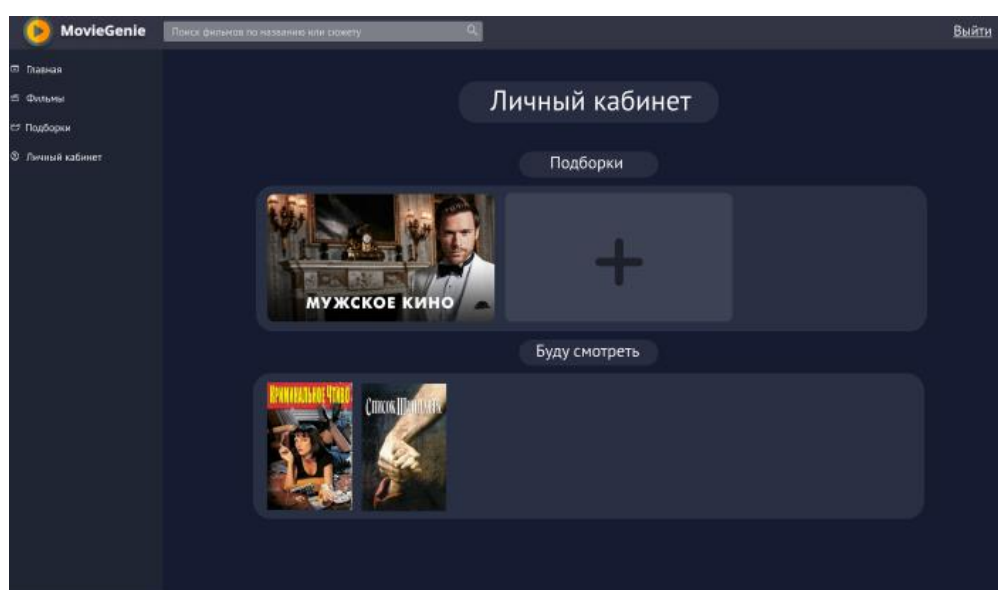 MovieGenie
Поиск фильмов по названию или сюжету
Выйти
Главная
Фильмы
Подборки
Личный кабинет
Личный кабинет
Подборки
МУЖСКОЕ КИНО
Буду смотреть
Криминальное Чтиво
Список Шиндлера